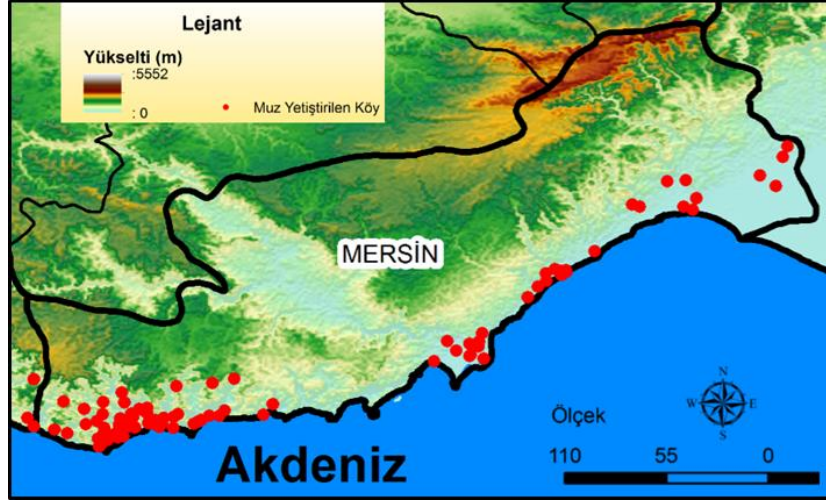 Lejant
Yükselti (m)
:5552
: 0
Muz Yetiştirilen Köy
MERSİN
N
W E
S
Ölçek
110 55 0
Akdeniz